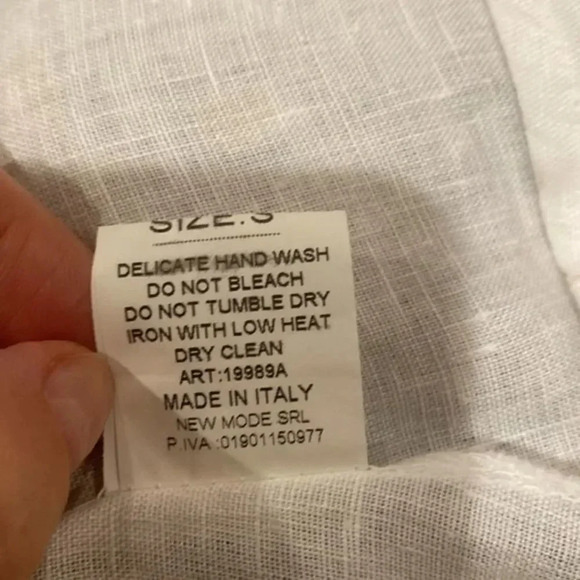 SIZE:S
DELICATE HAND WASH
DO NOT BLEACH
DO NOT TUMBLE DRY
IRON WITH LOW HEAT
DRY CLEAN
ART:19989A
MADE IN ITALY
NEW MODE SRL
P.IVA :01901150977